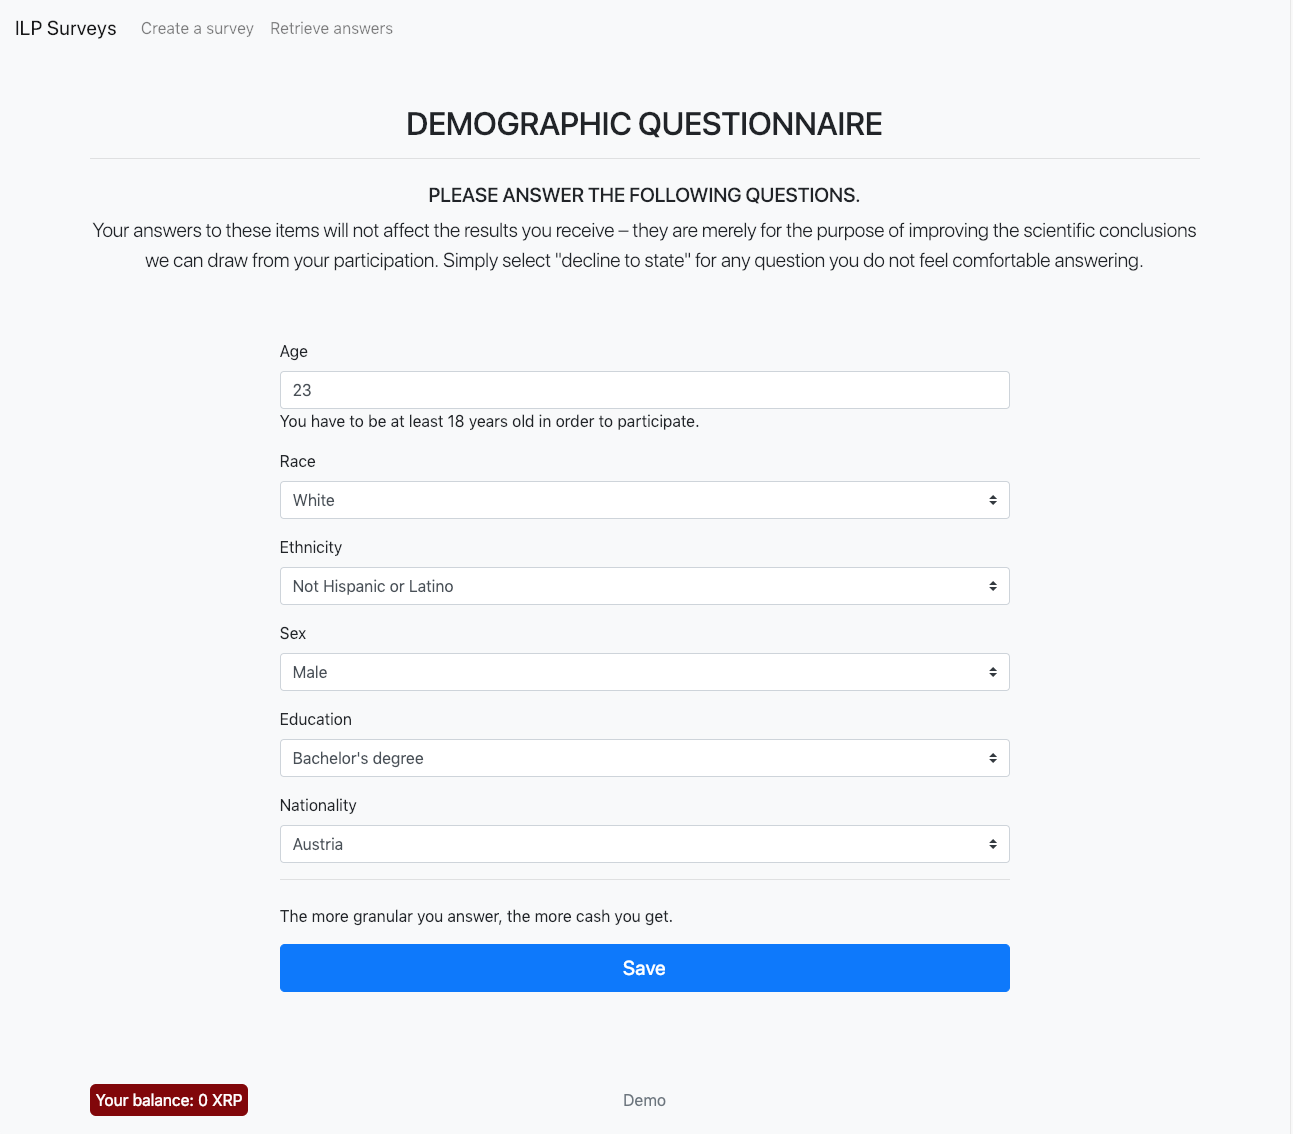 ILP Surveys Create a survey Retrieve answers
DEMOGRAPHIC QUESTIONNAIRE
PLEASE ANSWER THE FOLLOWING QUESTIONS.
Your answers to these items will not affect the results you receive – they are merely for the purpose of improving the scientific conclusions
we can draw from your participation. Simply select "decline to state" for any question you do not feel comfortable answering.
Age
23
You have to be at least 18 years old in order to participate.
Race
White
Ethnicity
Not Hispanic or Latino
Sex
Male
Education
Bachelor's degree
Nationality
Austria
The more granular you answer, the more cash you get.
Save
Your balance: 0 XRP
Demo